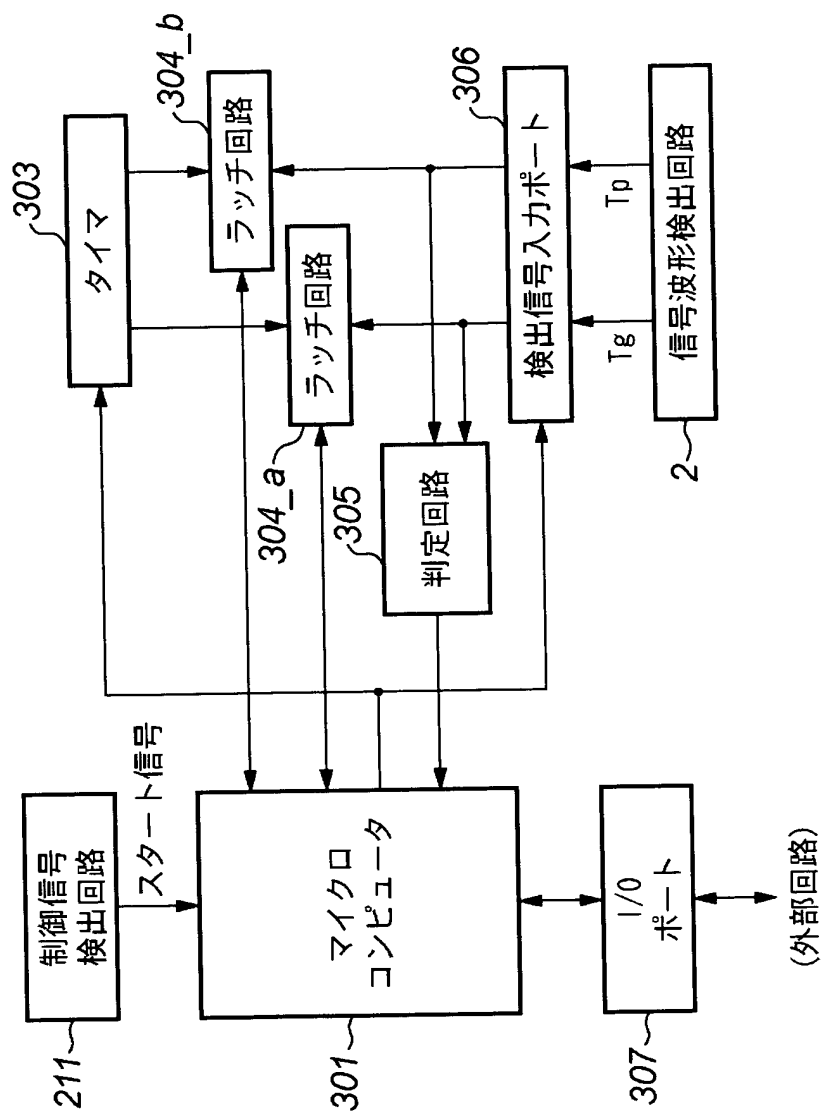 211
制御信号
検出回路
スタート信号
301
マイクロ
コンピュータ
307
I/O
ポート
(外部回路)
303
タイマ
304_b
ラッチ回路
304_a
ラッチ回路
305
判定回路
306
検出信号入力ポート
Tg
Tp
2
信号波形検出回路